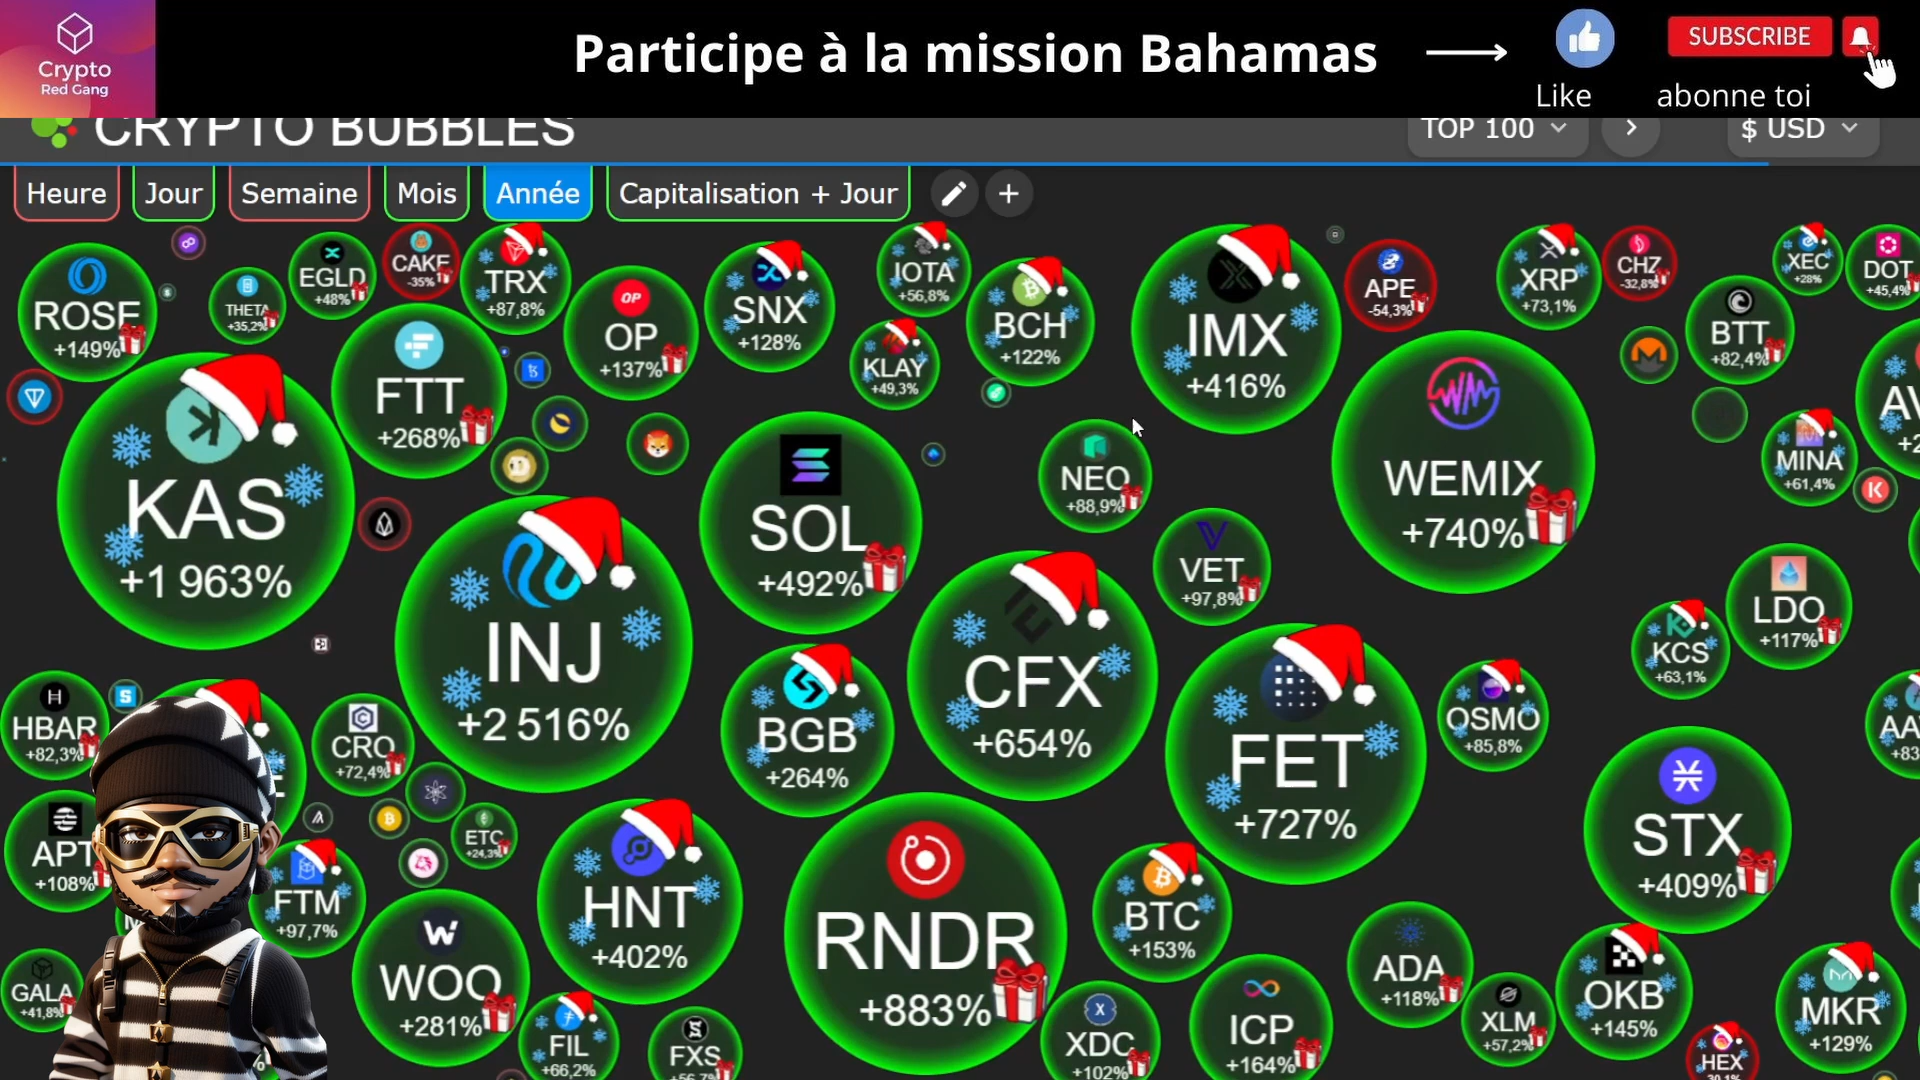 Crypto
Red Gang
Participe à la mission Bahamas
Like
SUBSCRIBE
abonne toi
CRYPTO BUBBLES
TOP 100
$ USD
Heure
Jour
Semaine
Mois
Année
Capitalisation + Jour
ROSE
+149%
THETA
+35,2%
EGLD
+48%
CAKE
-35%
TRX
+87,8%
OP
OP
+137%
SNX
+128%
IOTA
+56,8%
KLAY
+49,3%
BCH
+122%
IMX
+416%
APE
-54,3%
XRP
+73,1%
CHZ
-32,8%
XEC
+28%
DOT
+45,4%
BTT
+82,4%
KAS
+1 963%
FTT
+268%
SOL
+492%
NEO
+88,9%
WEMIX
+740%
MINA
+61,4%
INJ
+2 516%
VET
+97,8%
LDO
+117%
KCS
+63,1%
CFX
+654%
BGB
+264%
FET
+727%
OSMO
+85,8%
HBAR
+82,3%
CRO
+72,4%
STX
+409%
APT
+108%
ETC
+24,3%
FTM
+97,7%
HNT
+402%
RNDR
+883%
BTC
+153%
WOO
+281%
ADA
+118%
OKB
+145%
GALA
+41,8%
FIL
+66,2%
FXS
XDC
+102%
ICP
+164%
XLM
+57,2%
HEX
MKR
+129%